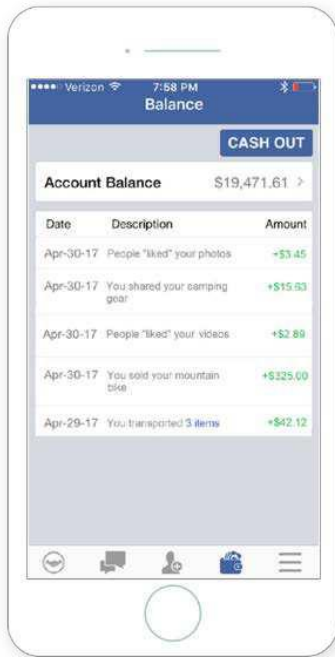 Verizon 7:58 PM
Balance
CASH OUT
Account Balance $19,471.61 >
Date Description Amount
Apr-30-17 People "liked" your photos +$3.45
Apr-30-17 You shared your camping +$15.63
gear
Apr-30-17 People "liked" your videos +$2.89
Apr-30-17 You sold your mountain +$325.00
bike
Apr-29-17 You transported 3 items +$42.12